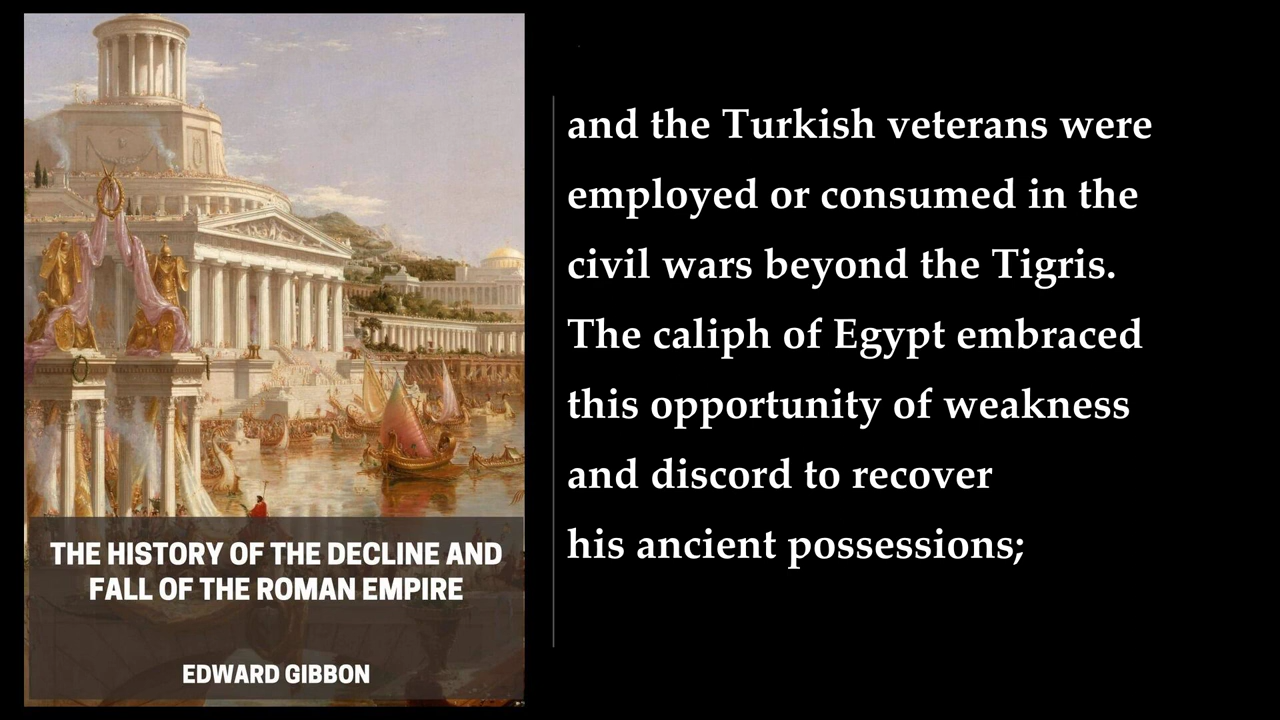 and the Turkish veterans were
employed or consumed in the
civil wars beyond the Tigris.
The caliph of Egypt embraced
this opportunity of weakness
and discord to recover
his ancient possessions;
THE HISTORY OF THE DECLINE AND
FALL OF THE ROMAN EMPIRE
EDWARD GIBBON